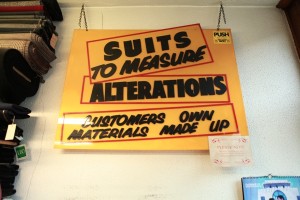 SUITS
TO MEASURE
ALTERATIONS
CUSTOMERS OWN
MATERIALS MADE UP
PUSH